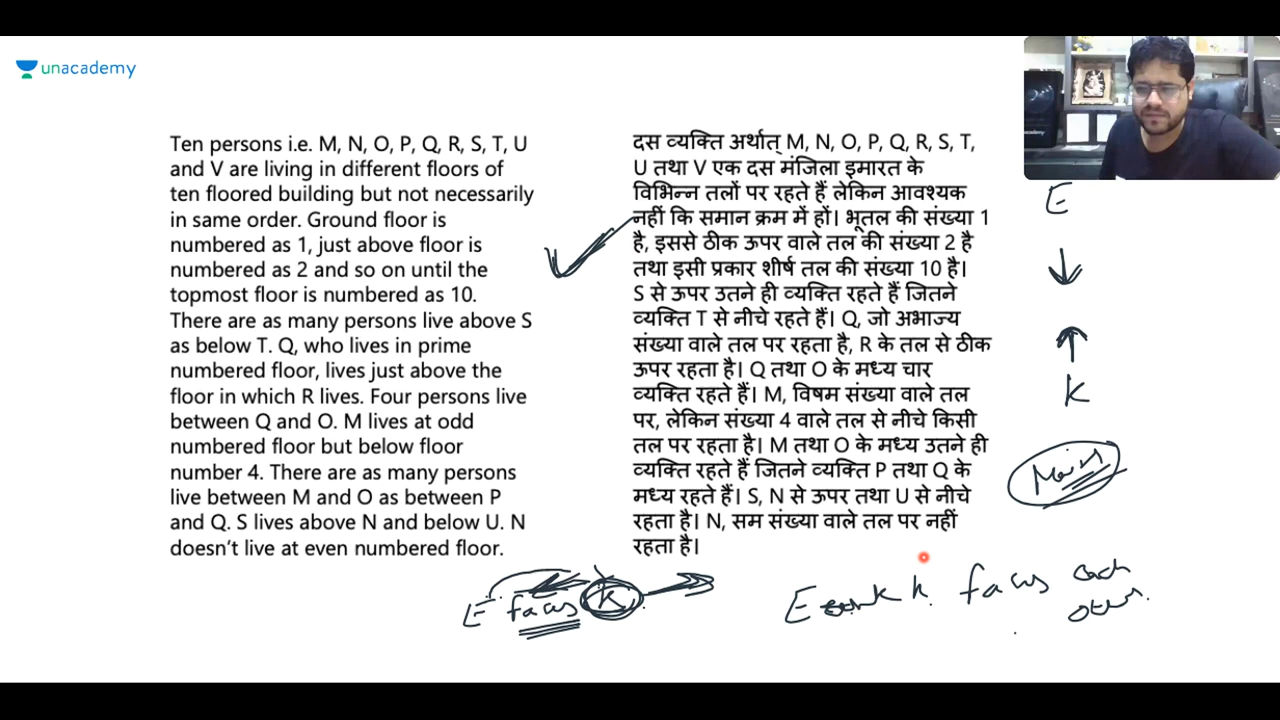 unacademy
Ten persons i.e. M, N, O, P, Q, R, S, T, U
and V are living in different floors of
ten floored building but not necessarily
in same order. Ground floor is
numbered as 1, just above floor is
numbered as 2 and so on until the
topmost floor is numbered as 10.
There are as many persons live above S
as below T. Q, who lives in prime
numbered floor, lives just above the
floor in which R lives. Four persons live
between Q and O. M lives at odd
numbered floor but below floor
number 4. There are as many persons
live between M and O as between P
and Q. S lives above N and below U. N
doesn’t live at even numbered floor.
दस व्यक्ति अर्थात् M, N, O, P, Q, R, S, T,
U तथा V एक दस मंजिला इमारत के
विभिन्न तलों पर रहते हैं लेकिन आवश्यक
नहीं कि समान क्रम में हों। भूतल की संख्या 1
है, इससे ठीक ऊपर वाले तल की संख्या 2 है
तथा इसी प्रकार शीर्ष तल की संख्या 10 है।
S से ऊपर उतने ही व्यक्ति रहते हैं जितने
व्यक्ति T से नीचे रहते हैं। Q, जो अभाज्य
संख्या वाले तल पर रहता है, R के तल से ठीक
ऊपर रहता है। Q तथा O के मध्य चार
व्यक्ति रहते हैं। M, विषम संख्या वाले तल
पर, लेकिन संख्या 4 वाले तल से नीचे किसी
तल पर रहता है। M तथा O के मध्य उतने ही
व्यक्ति रहते हैं जितने व्यक्ति P तथा Q के
मध्य रहते हैं। S, N से ऊपर तथा U से नीचे
रहता है। N, सम संख्या वाले तल पर नहीं
रहता है।
E
K
Mains
E faces K
E K faces each
other.